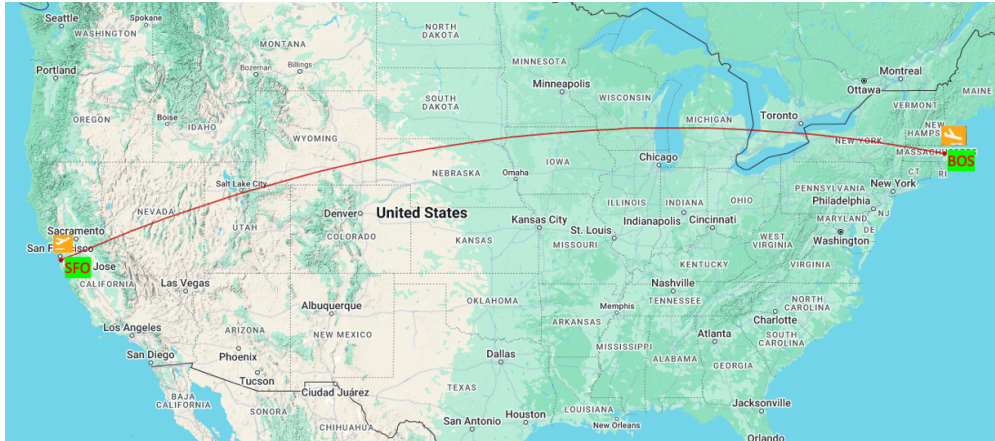 Seattle
Spokane
WASHINGTON
NORTH
DAKOTA
MONTANA
Bozeman
Billings
MINNESOTA
Minneapolis
Montreal
Ottawa
MAINE
Portland
OREGON
Boise
IDAHO
SOUTH
DAKOTA
WISCONSIN
MICHIGAN
Toronto
VERMONT
NEW
HAMPS
WYOMING
NEW YORK
MASSACHUSETTS
BOS
CT
RI
Salt Lake City
NEBRASKA
IOWA
Omaha
Chicago
NEVADA
UTAH
Denver
COLORADO
United States
ILLINOIS
INDIANA
OHIO
PENNSYLVANIA
New York
Philadelphia
NJ
MARYLAND
DE
Sacramento
San F
cisco
SFO
Jose
CALIFORNIA
Kansas City
KANSAS
MISSOURI
St. Louis
Indianapolis
Cincinnati
WEST
VIRGINIA
Washington
VIRGINIA
KENTUCKY
Las Vegas
Nashville
TENNESSEE
Albuquerque
OKLAHOMA
ARKANSAS
Memphis
NORTH
CAROLINA
Charlotte
SOUTH
CAROLINA
Los Angeles
ARIZONA
Phoenix
NEW MEXICO
San Diego
Tucson
Dallas
MISSISSIPPI
ALABAMA
Atlanta
GEORGIA
BAJA
CALIFORNIA
SONORA
Ciudad Juárez
CHIHUAHUA
TEXAS
San Antonio
Houston
LOUISIANA
New Orleans
Jacksonville
Orlando